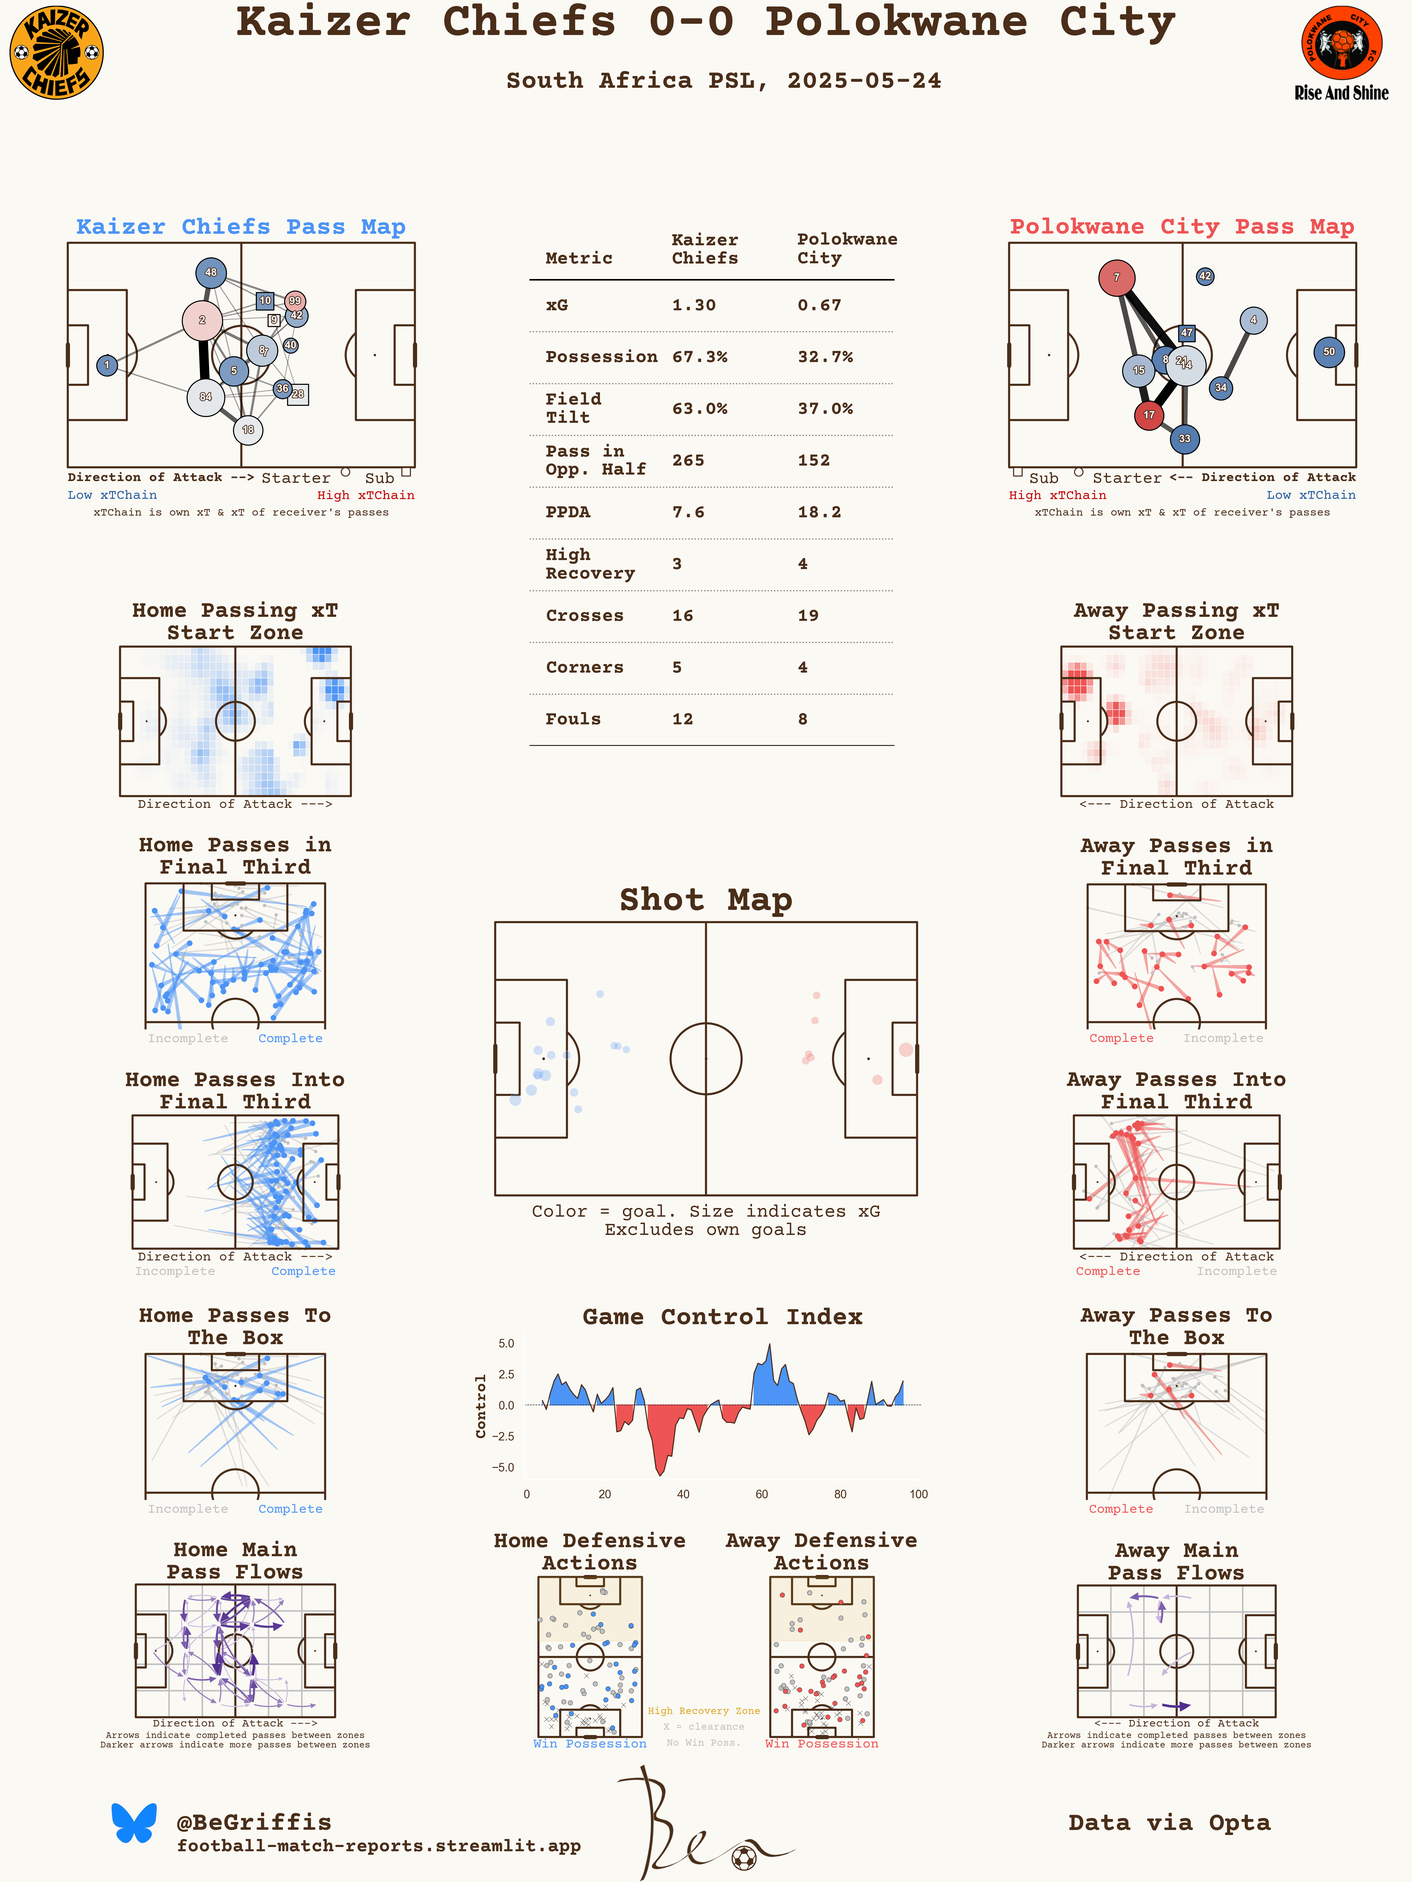 Kaizer Chiefs 0-0 Polokwane City
South Africa PSL, 2025-05-24
KAIZER
CHIEFS
POLOKWANE CITY F.C
Rise And Shine
Kaizer Chiefs Pass Map
48
10
99
2
9
42
8
7
40
1
5
36
28
84
18
Direction of Attack --> Starter Sub
Low xTChain High xTChain
xTChain is own xT & xT of receiver's passes
Metric Kaizer Chiefs Polokwane City
xG 1.30 0.67
Possession 67.3% 32.7%
Field Tilt 63.0% 37.0%
Pass in Opp. Half 265 152
PPDA 7.6 18.2
High Recovery 3 4
Crosses 16 19
Corners 5 4
Fouls 12 8
Polokwane City Pass Map
7
42
4
47
50
8
21
14
15
34
17
33
Sub Starter <-- Direction of Attack
High xTChain Low xTChain
xTChain is own xT & xT of receiver's passes
Home Passing xT
Start Zone
Direction of Attack --->
Away Passing xT
Start Zone
<--- Direction of Attack
Home Passes in
Final Third
Incomplete Complete
Away Passes in
Final Third
Complete Incomplete
Shot Map
Color = goal. Size indicates xG
Excludes own goals
Home Passes Into
Final Third
Direction of Attack --->
Incomplete Complete
Away Passes Into
Final Third
<--- Direction of Attack
Complete Incomplete
Home Passes To
The Box
Incomplete Complete
Game Control Index
Control
5.0
2.5
0.0
−2.5
−5.0
0 20 40 60 80 100
Away Passes To
The Box
Complete Incomplete
Home Main
Pass Flows
Direction of Attack --->
Arrows indicate completed passes between zones
Darker arrows indicate more passes between zones
Home Defensive
Actions
Win Possession
High Recovery Zone
X = clearance
No Win Poss.
Away Defensive
Actions
Win Possession
Away Main
Pass Flows
<--- Direction of Attack
Arrows indicate completed passes between zones
Darker arrows indicate more passes between zones
@BeGriffis
football-match-reports.streamlit.app
Ben
Data via Opta